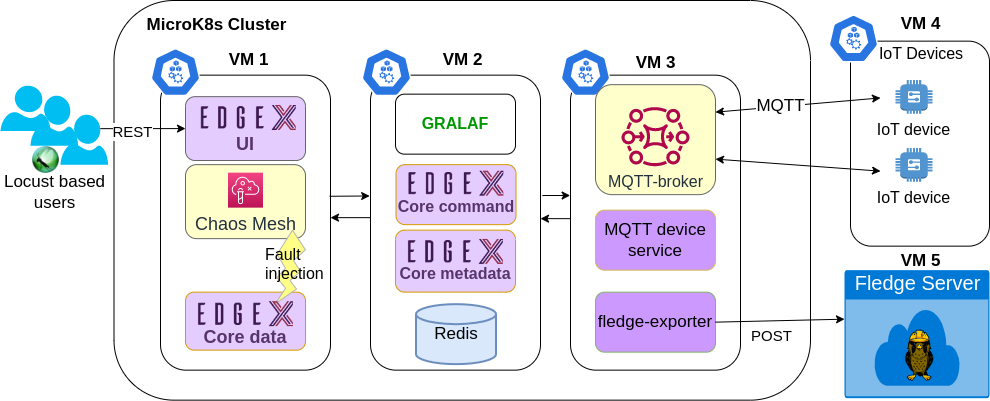 MicroK8s Cluster
VM 1
VM 2
VM 3
VM 4
IoT Devices
EDGE X
UI
REST
Locust based
users
Chaos Mesh
Fault
injection
EDGE X
Core data
GRALAF
EDGE X
Core command
EDGE X
Core metadata
Redis
MQTT-broker
MQTT device
service
fledge-exporter
MQTT
IoT device
IoT device
VM 5
Fledge Server
POST